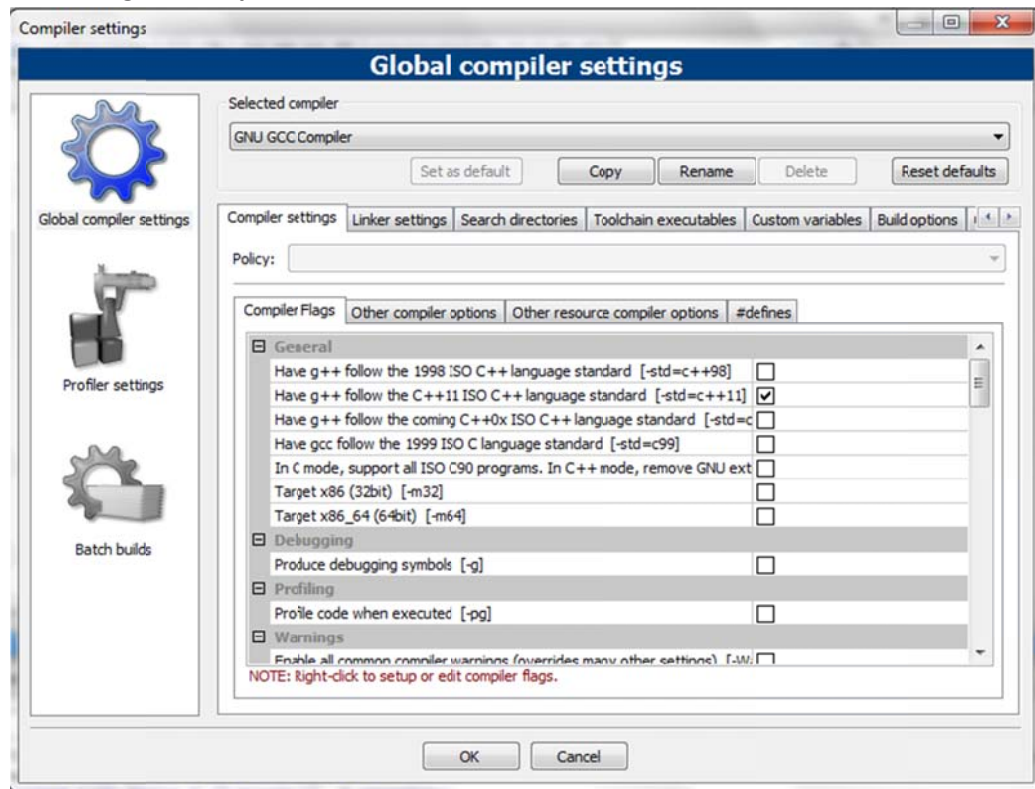 Compiler settings
Global compiler settings
Selected compiler
GNU GCC Compiler
Set as default Copy Rename Delete Reset defaults
Global compiler settings
Compiler settings Linker settings Search directories Toolchain executables Custom variables Build options
Policy:
Compiler Flags Other compiler options Other resource compiler options #defines
General
Have g++ follow the 1998 ISO C++ language standard [-std=c++98]
Have g++ follow the C++11 ISO C++ language standard [-std=c++11]
Have g++ follow the coming C++0x ISO C++ language standard [-std=c
Have gcc follow the 1999 ISO C language standard [-std=c99]
In C mode, support all ISO C90 programs. In C++ mode, remove GNU ext
Target x86 (32bit) [-m32]
Target x86_64 (64bit) [-m64]
Profiler settings
Debugging
Produce debugging symbols [-g]
Profiling
Profile code when executed [-pg]
Warnings
Enable all common compiler warnings (overrides many other settings) [-W
Batch builds
NOTE: Right-click to setup or edit compiler flags.
OK Cancel